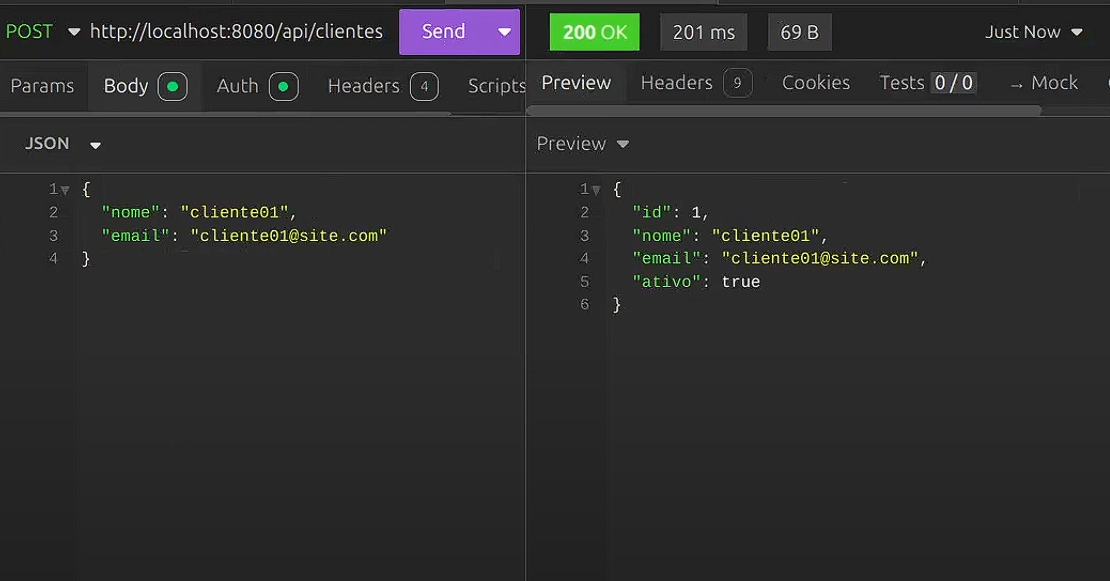 POST http://localhost:8080/api/clientes Send 200 OK 201 ms 69 B Just Now
Params Body Auth Headers 4 Scripts Preview Headers 9 Cookies Tests 0 / 0 → Mock
JSON
1 {
2 "nome": "cliente01",
3 "email": "cliente01@site.com"
4 }
Preview
1 {
2 "id": 1,
3 "nome": "cliente01",
4 "email": "cliente01@site.com",
5 "ativo": true
6 }